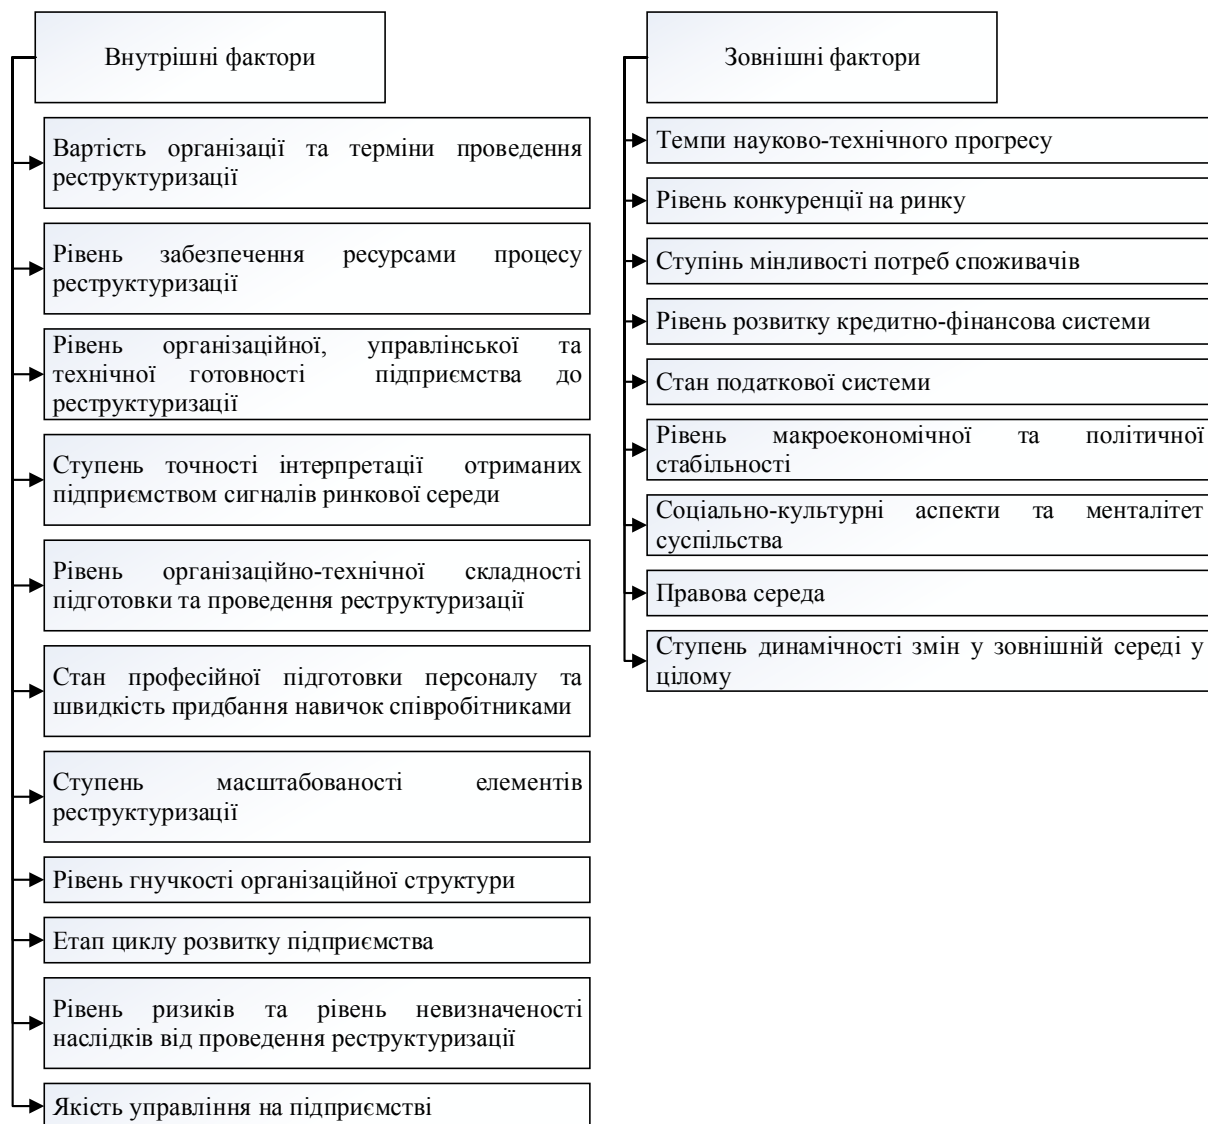 Внутрішні фактори
Вартість організації та терміни проведення
реструктуризації
Рівень забезпечення ресурсами процесу
реструктуризації
Рівень організаційної, управлінської та
технічної готовності підприємства до
реструктуризації
Ступень точності інтерпретації отриманих
підприємством сигналів ринкової середи
Рівень організаційно-технічної складності
підготовки та проведення реструктуризації
Стан професійної підготовки персоналу та
швидкість придбання навичок співробітниками
Ступень масштабованості елементів
реструктуризації
Рівень гнучкості організаційної структури
Етап циклу розвитку підприємства
Рівень ризиків та рівень невизначеності
наслідків від проведення реструктуризації
Якість управління на підприємстві
Зовнішні фактори
Темпи науково-технічного прогресу
Рівень конкуренції на ринку
Ступінь мінливості потреб споживачів
Рівень розвитку кредитно-фінансова системи
Стан податкової системи
Рівень макроекономічної та політичної
стабільності
Соціально-культурні аспекти та менталітет
суспільства
Правова середа
Ступень динамічності змін у зовнішній середі у
цілому